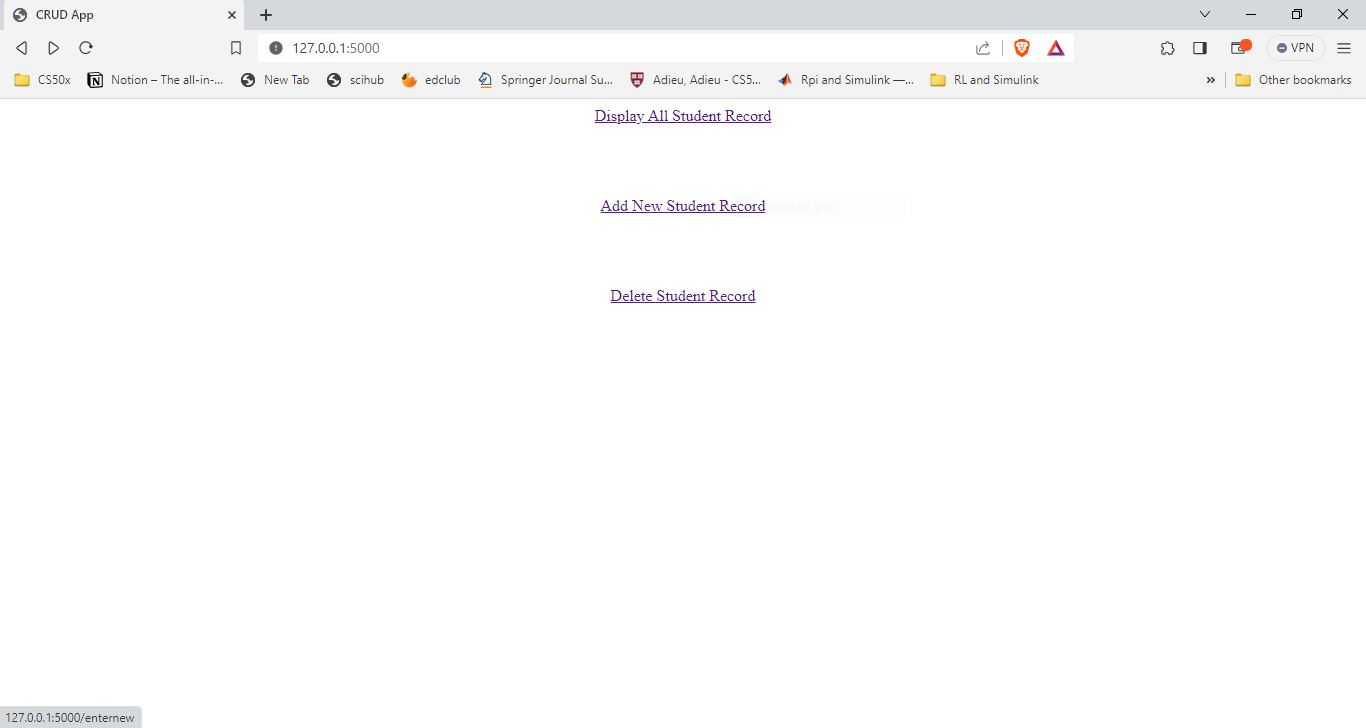 CRUD App
127.0.0.1:5000
VPN
CS50x Notion – The all-in-... New Tab scihub edclub Springer Journal Su... Adieu, Adieu - CS5... Rpi and Simulink —... RL and Simulink » Other bookmarks
Display All Student Record
Add New Student Record
Delete Student Record
127.0.0.1:5000/enternew